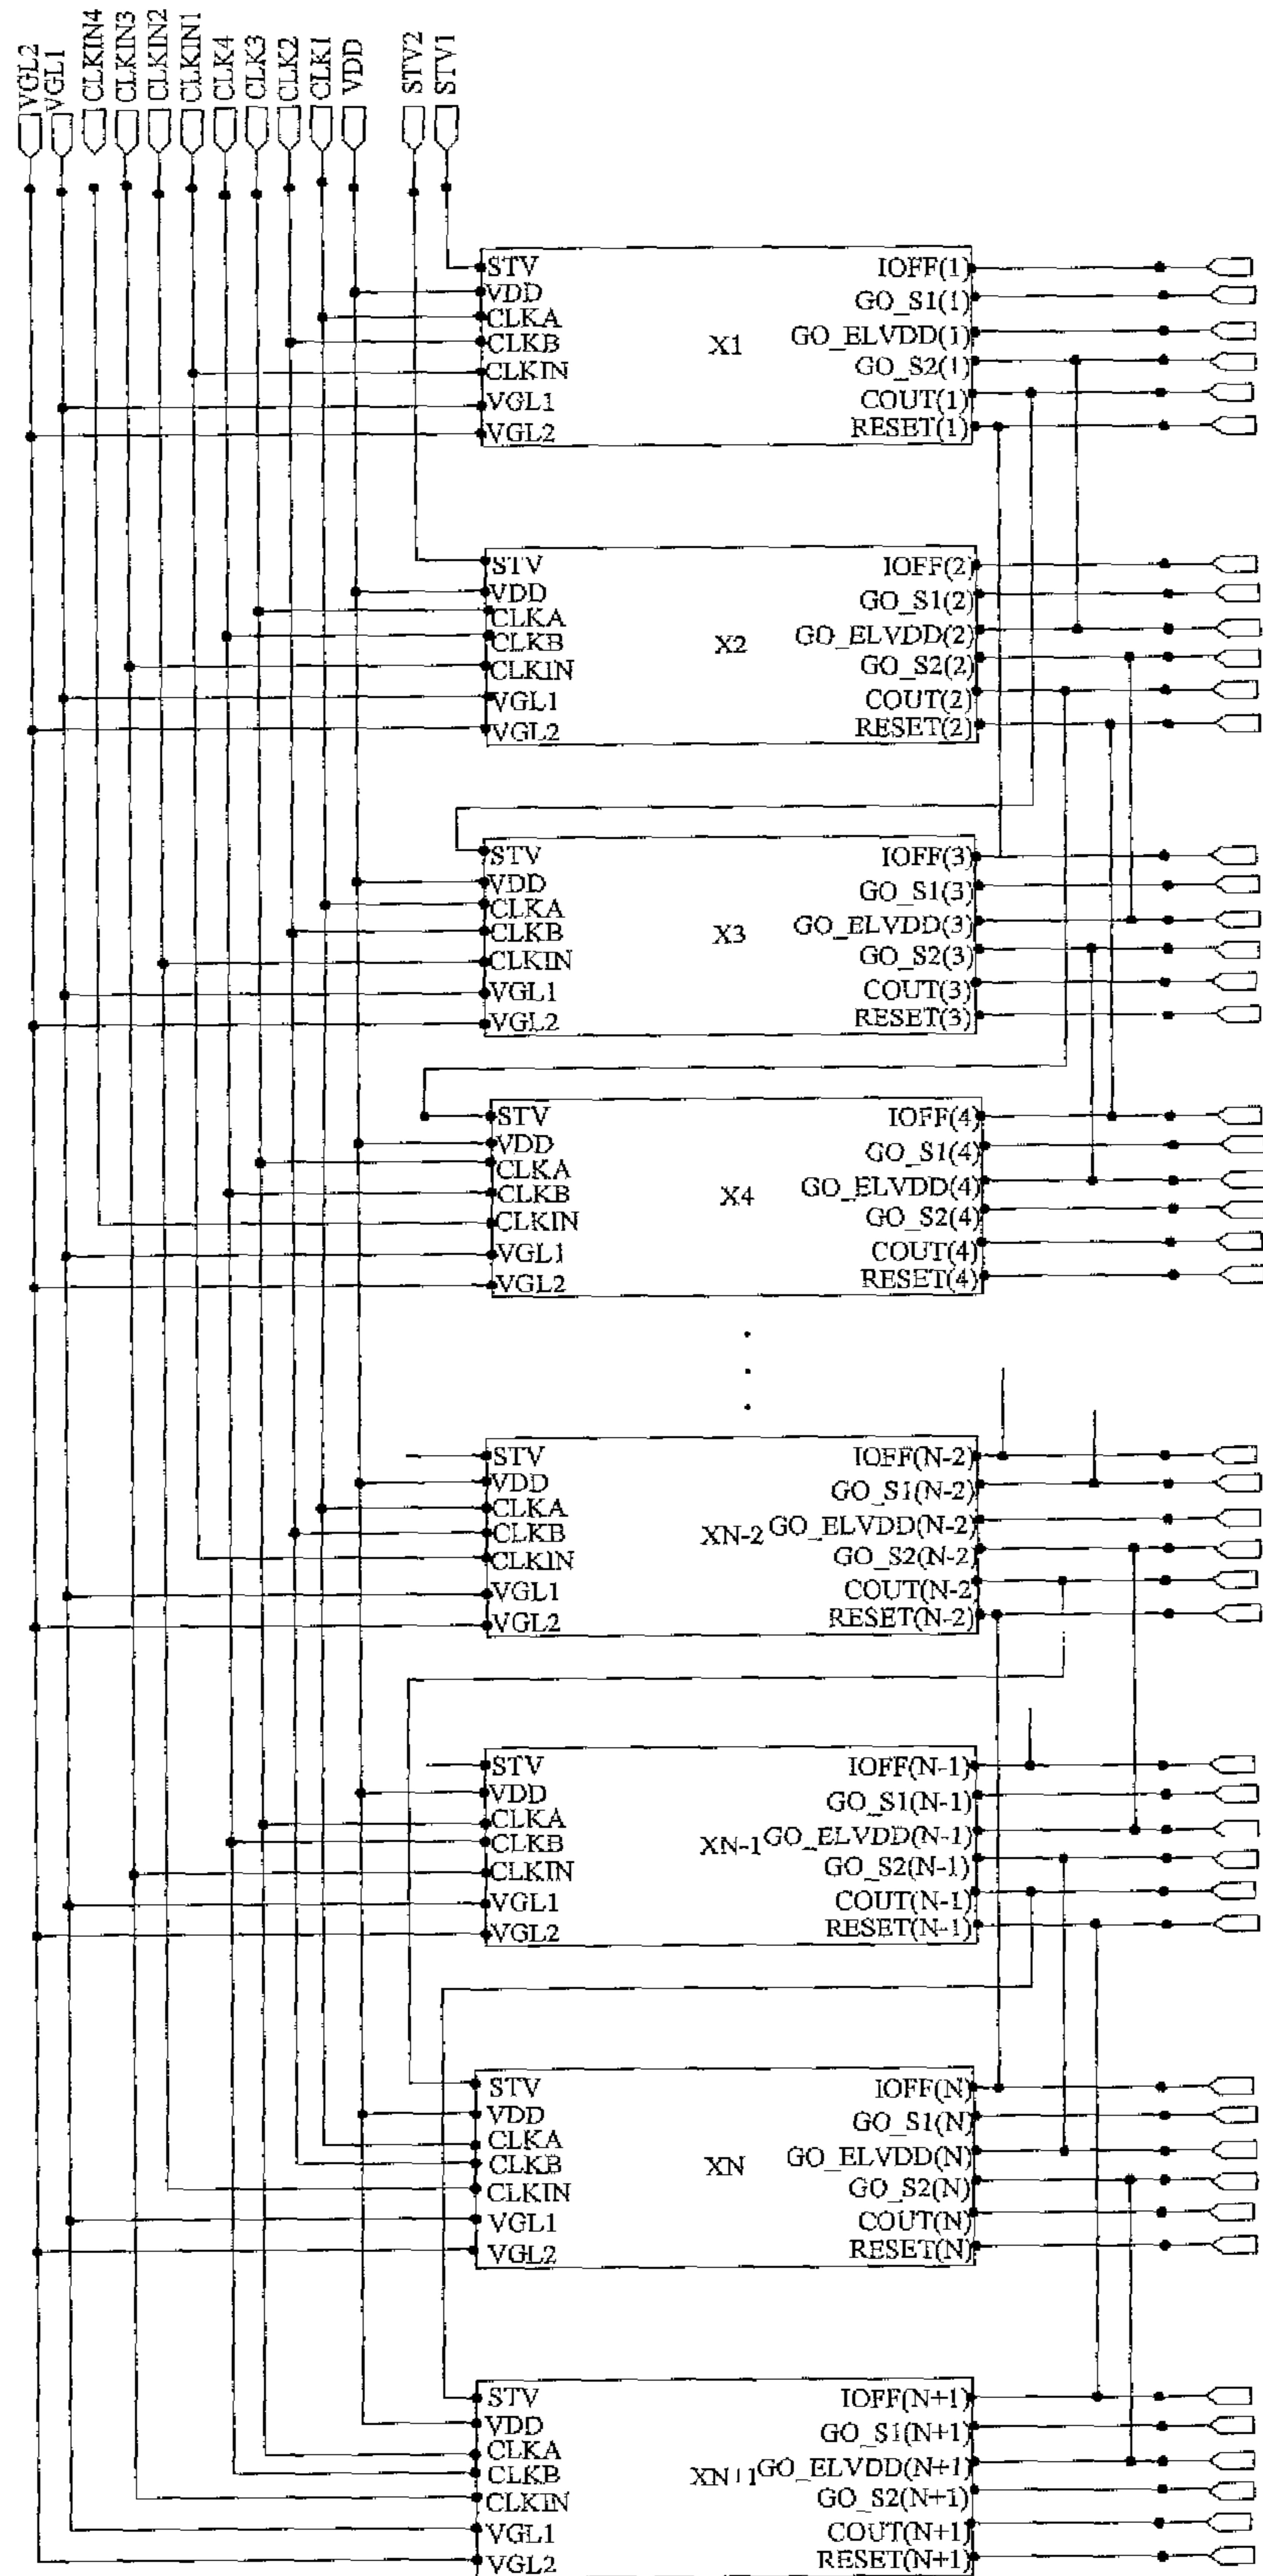 VGL2
VGL1
CLKIN4
CLKIN3
CLKIN2
CLKIN1
CLK4
CLK3
CLK2
CLK1
VDD
STV2
STV1
STV
VDD
CLKA
CLKB
CLKIN
VGL1
VGL2
X1
IOFF(1)
GO_S1(1)
GO_ELVDD(1)
GO_S2(1)
COUT(1)
RESET(1)
STV
VDD
CLKA
CLKB
CLKIN
VGL1
VGL2
X2
IOFF(2)
GO_S1(2)
GO_ELVDD(2)
GO_S2(2)
COUT(2)
RESET(2)
STV
VDD
CLKA
CLKB
CLKIN
VGL1
VGL2
X3
IOFF(3)
GO_S1(3)
GO_ELVDD(3)
GO_S2(3)
COUT(3)
RESET(3)
STV
VDD
CLKA
CLKB
CLKIN
VGL1
VGL2
X4
IOFF(4)
GO_S1(4)
GO_ELVDD(4)
GO_S2(4)
COUT(4)
RESET(4)
STV
VDD
CLKA
CLKB
CLKIN
VGL1
VGL2
XN-2
IOFF(N-2)
GO_S1(N-2)
GO_ELVDD(N-2)
GO_S2(N-2)
COUT(N-2
RESET(N-2)
STV
VDD
CLKA
CLKB
CLKIN
VGL1
VGL2
XN-1
IOFF(N-1)
GO_S1(N-1)
GO_ELVDD(N-1)
GO_S2(N-1)
COUT(N-1)
RESET(N-1)
STV
VDD
CLKA
CLKB
CLKIN
VGL1
VGL2
XN
IOFF(N)
GO_S1(N)
GO_ELVDD(N)
GO_S2(N)
COUT(N)
RESET(N)
STV
VDD
CLKA
CLKB
CLKIN
VGL1
VGL2
XN+1
IOFF(N+1)
GO_S1(N+1)
GO_ELVDD(N+1)
GO_S2(N+1)
COUT(N+1)
RESET(N+1)